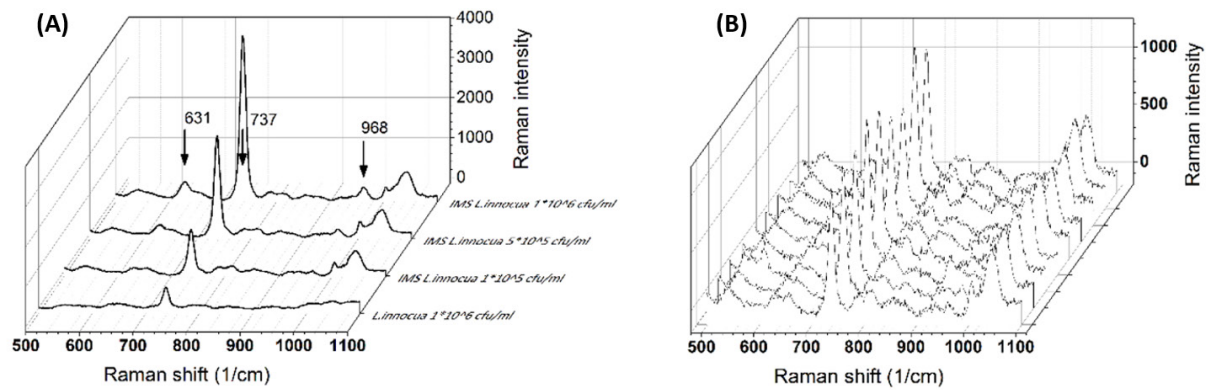 (A)
4000
3000
2000
1000
0
Raman intensity
631
737
968
IMS L.innocua 1*10^6 cfu/ml
IMS L.innocua 5*10^5 cfu/ml
IMS L.innocua 1*10^5 cfu/ml
L.innocua 1*10^6 cfu/ml
500 600 700 800 900 1000 1100
Raman shift (1/cm)
(B)
1000
500
0
Raman intensity
500 600 700 800 900 1000 1100
Raman shift (1/cm)